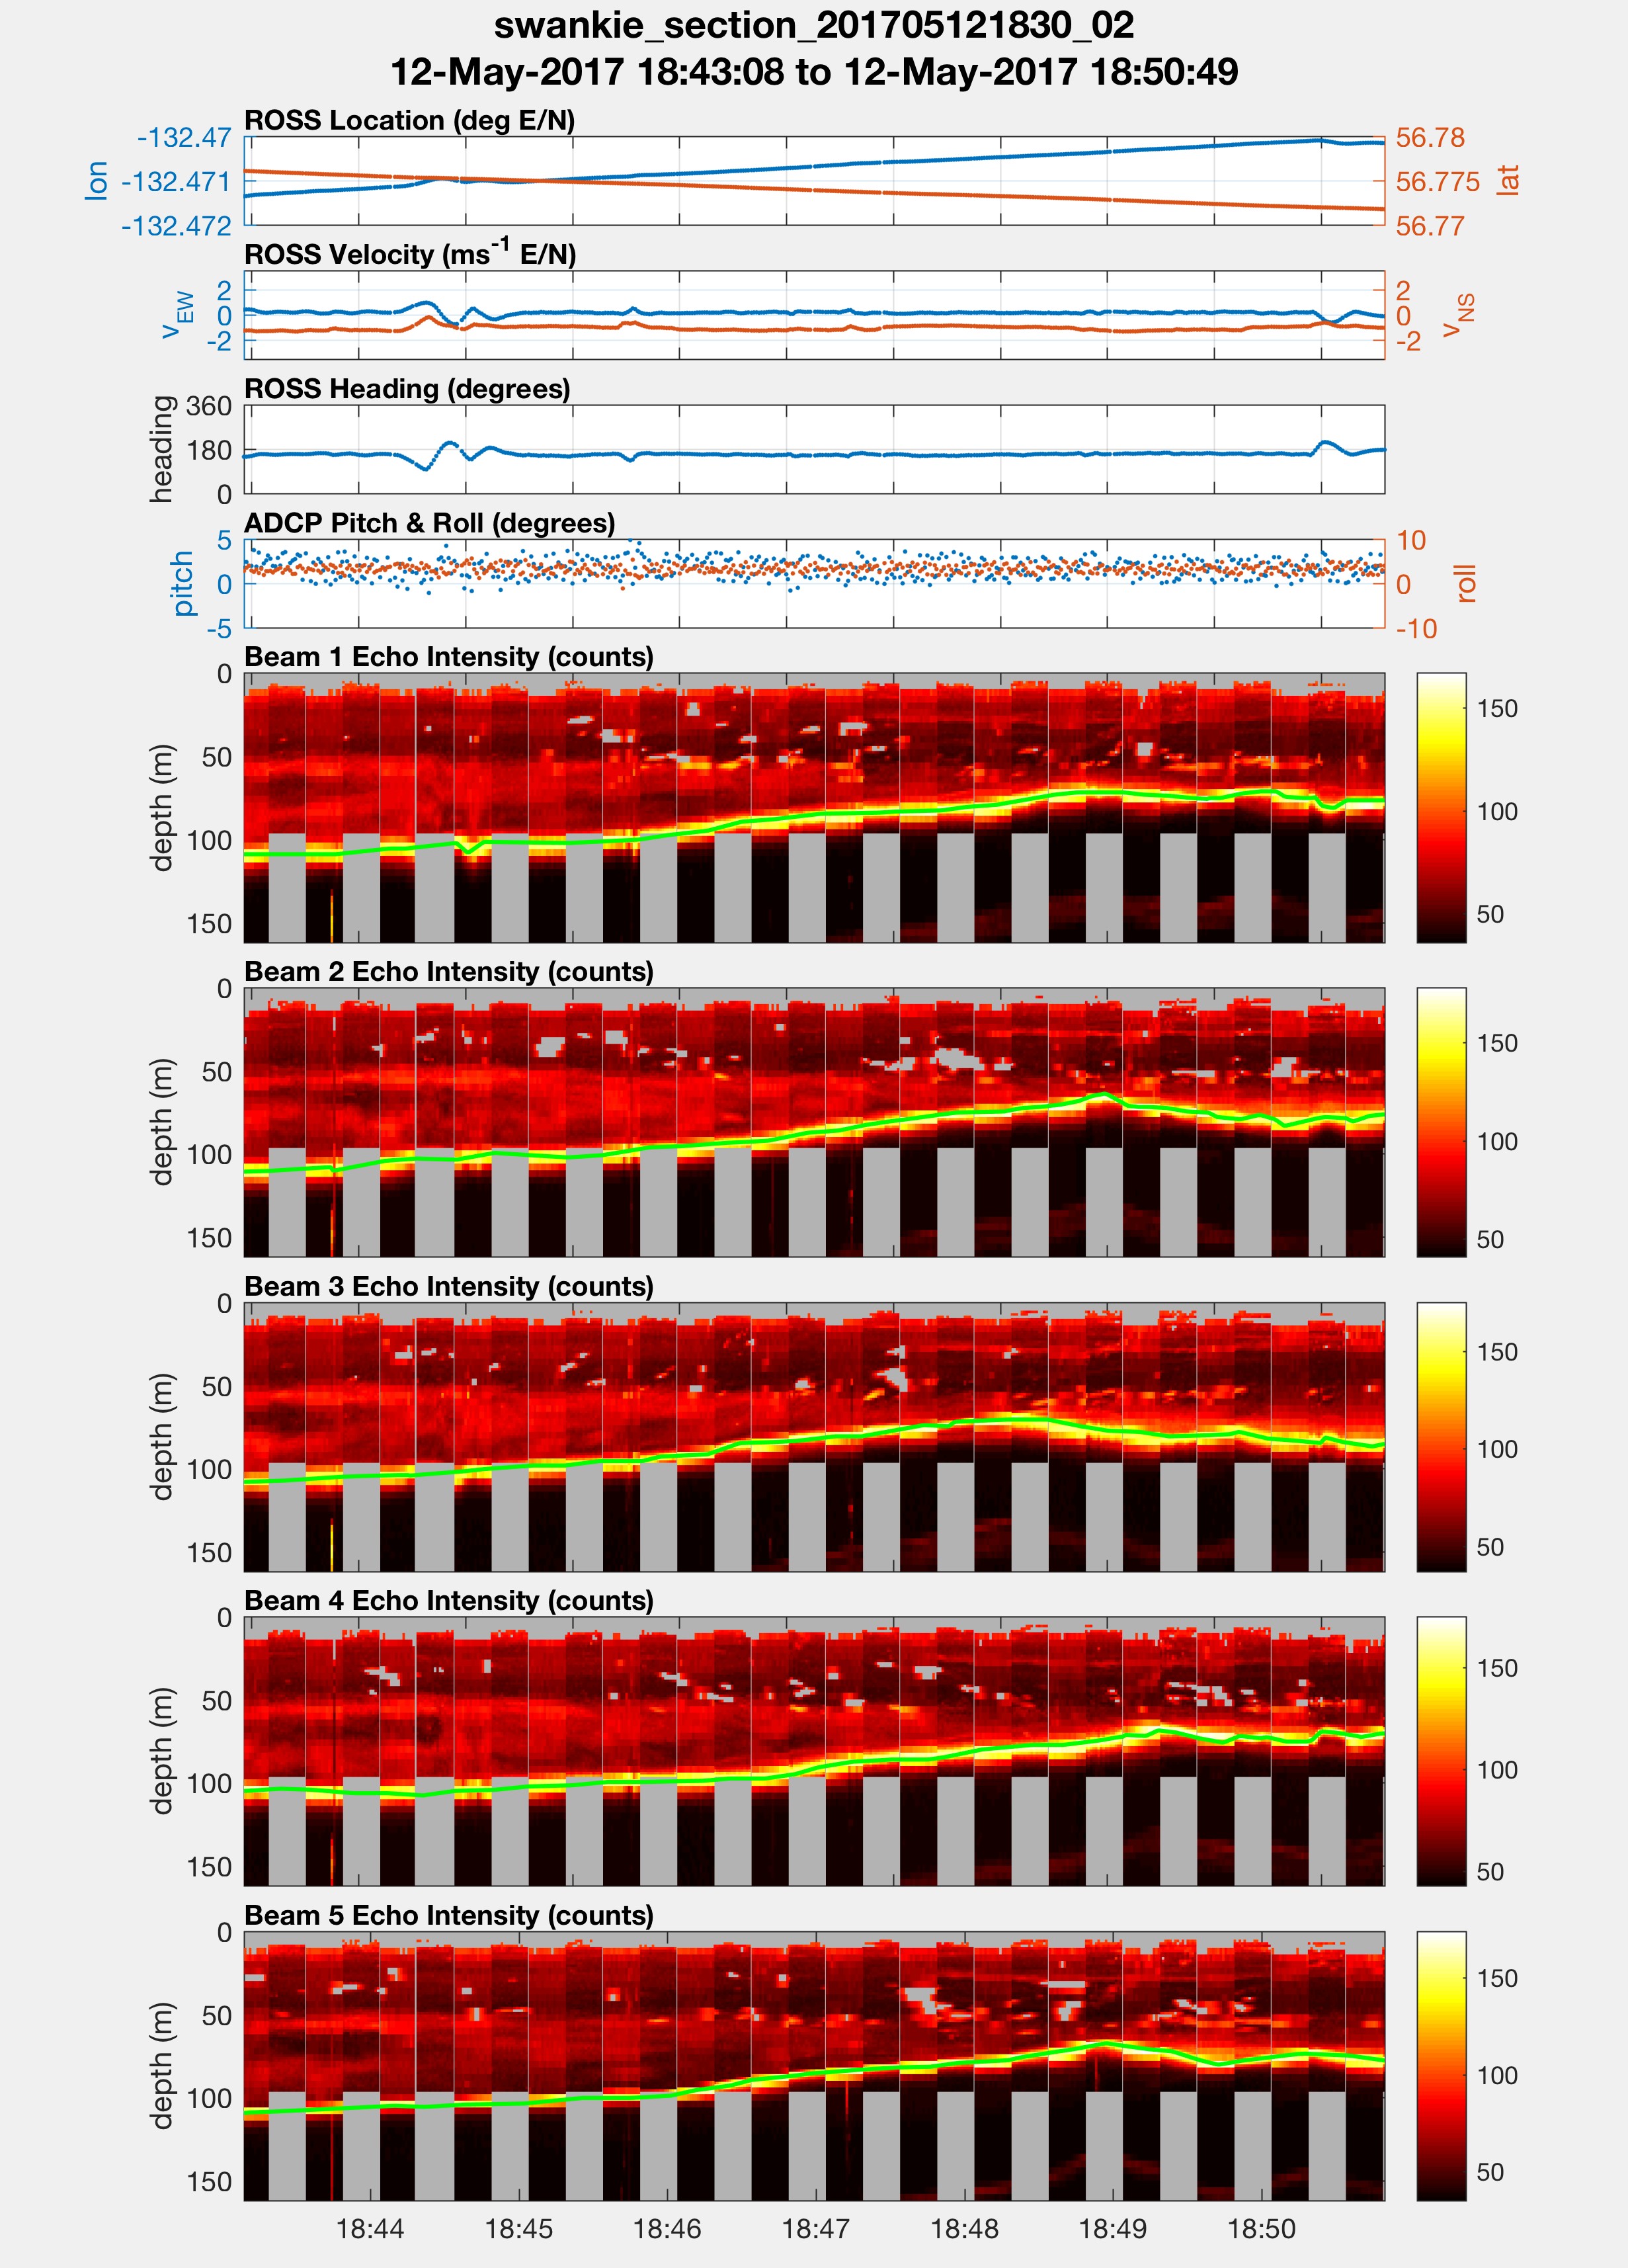 swankie_section_201705121830_02
12-May-2017 18:43:08 to 12-May-2017 18:50:49
ROSS Location (deg E/N)
-132.47
-132.471
-132.472
lon
56.78
56.775
56.77
lat
ROSS Velocity (ms-1 E/N)
2
0
-2
vEW
2
0
-2
vNS
ROSS Heading (degrees)
360
180
0
heading
ADCP Pitch & Roll (degrees)
5
0
-5
pitch
10
0
-10
roll
Beam 1 Echo Intensity (counts)
0
50
100
150
depth (m)
150
100
50
Beam 2 Echo Intensity (counts)
0
50
100
150
depth (m)
150
100
50
Beam 3 Echo Intensity (counts)
0
50
100
150
depth (m)
150
100
50
Beam 4 Echo Intensity (counts)
0
50
100
150
depth (m)
150
100
50
Beam 5 Echo Intensity (counts)
0
50
100
150
depth (m)
150
100
50
18:44 18:45 18:46 18:47 18:48 18:49 18:50